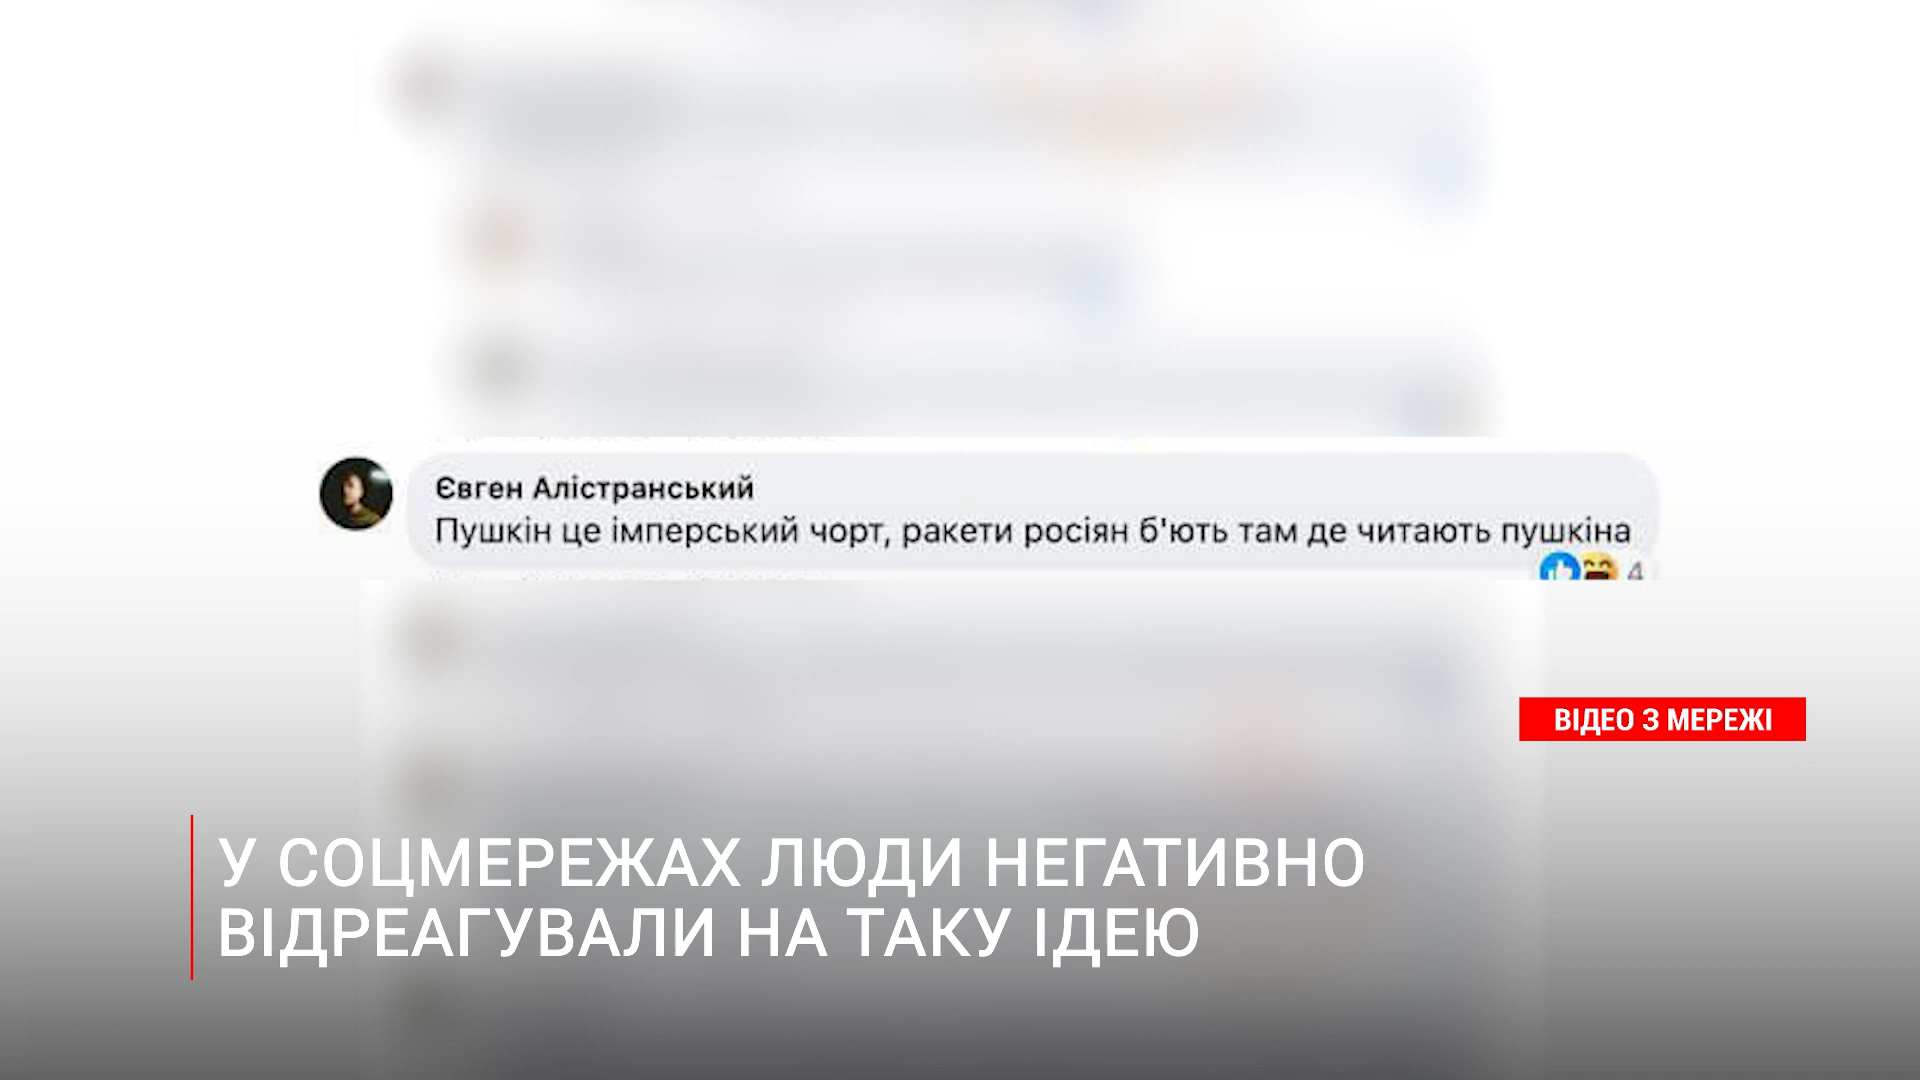 Євген Алістранський
Пушкін це імперський чорт, ракети росіян б'ють там де читають пушкіна
4
ВІДЕО З МЕРЕЖІ
У СОЦМЕРЕЖАХ ЛЮДИ НЕГАТИВНО
ВІДРЕАГУВАЛИ НА ТАКУ ІДЕЮ